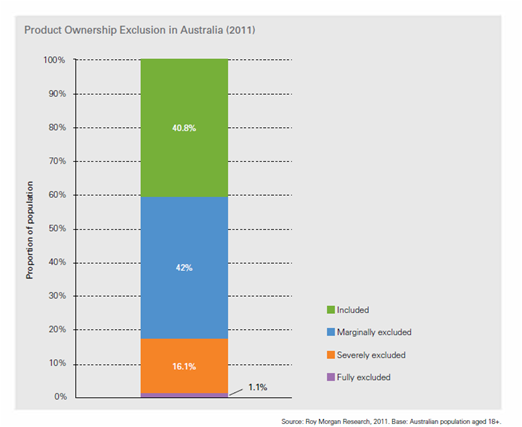 Product Ownership Exclusion in Australia (2011)
100%
90%
80%
70%
60%
50%
40%
30%
20%
10%
0%
Proportion of population
40.8%
42%
16.1%
1.1%
Included
Marginally excluded
Severely excluded
Fully excluded
Source: Roy Morgan Research, 2011. Base: Australian population aged 18+.